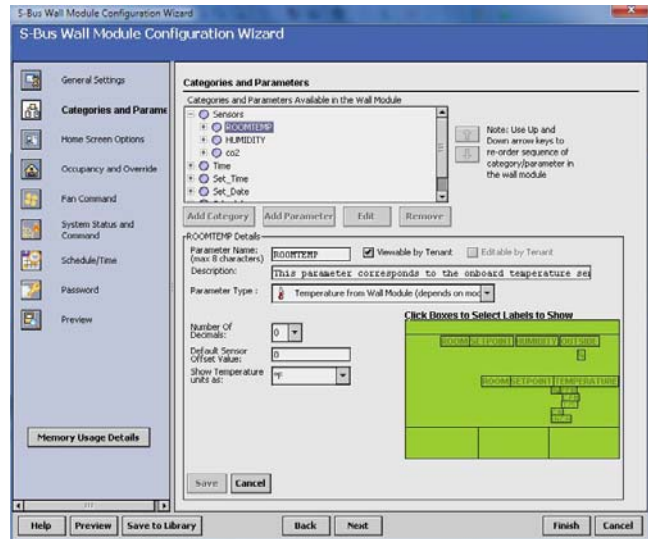 S-Bus Wall Module Configuration Wizard
S-Bus Wall Module Configuration Wizard
General Settings
Categories and Parame
Home Screen Options
Occupancy and Override
Fan Command
System Status and
Command
Schedule/Time
Password
Preview
Memory Usage Details
Categories and Parameters
Categories and Parameters Available in the Wall Module
Sensors
ROOMTEMP
HUMIDITY
co2
Time
Set_Time
Set_Date
Note: Use Up and
Down arrow keys to
re-order sequence of
category/parameter in
the wall module
Add Category Add Parameter Edit Remove
ROOMTEMP Details
Parameter Name:
(max 8 characters)
ROOMTEMP
Viewable by Tenant
Editable by Tenant
Description:
This parameter corresponds to the onboard temperature sen
Parameter Type :
Temperature from Wall Module (depends on mod
Number Of
Decimals:
0
Default Sensor
Offset Value:
0
Show Temperature
units as:
°F
Click Boxes to Select Labels to Show
ROOM SETPOINT HUMIDITY OUTSIDE
%
ROOM SETPOINT TEMPERATURE
Save Cancel
Help Preview Save to Library Back Next Finish Cancel